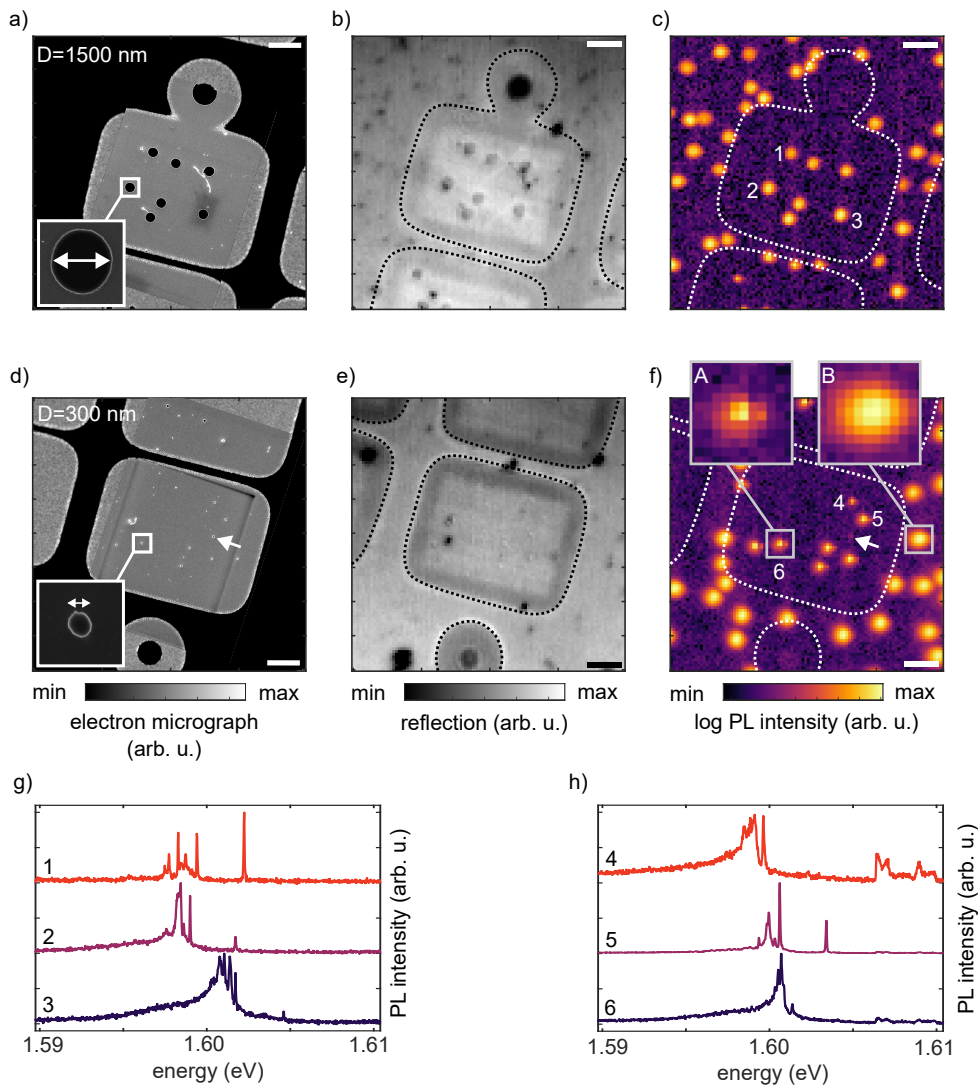 a)
b)
c)
D=1500 nm
1
2
3
d)
e)
f)
D=300 nm
A
B
4
5
6
min
max
min
max
min
max
electron micrograph
(arb. u.)
reflection (arb. u.)
log PL intensity (arb. u.)
g)
h)
1
2
3
PL intensity (arb. u.)
1.59
1.60
1.61
energy (eV)
4
5
6
PL intensity (arb. u.)
1.59
1.60
1.61
energy (eV)